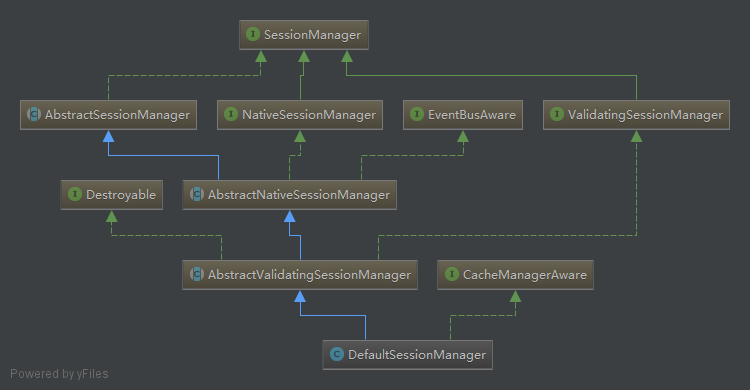 I SessionManager
C AbstractSessionManager
I NativeSessionManager
I EventBusAware
I ValidatingSessionManager
I Destroyable
C AbstractNativeSessionManager
C AbstractValidatingSessionManager
I CacheManagerAware
C DefaultSessionManager
Powered by yFiles